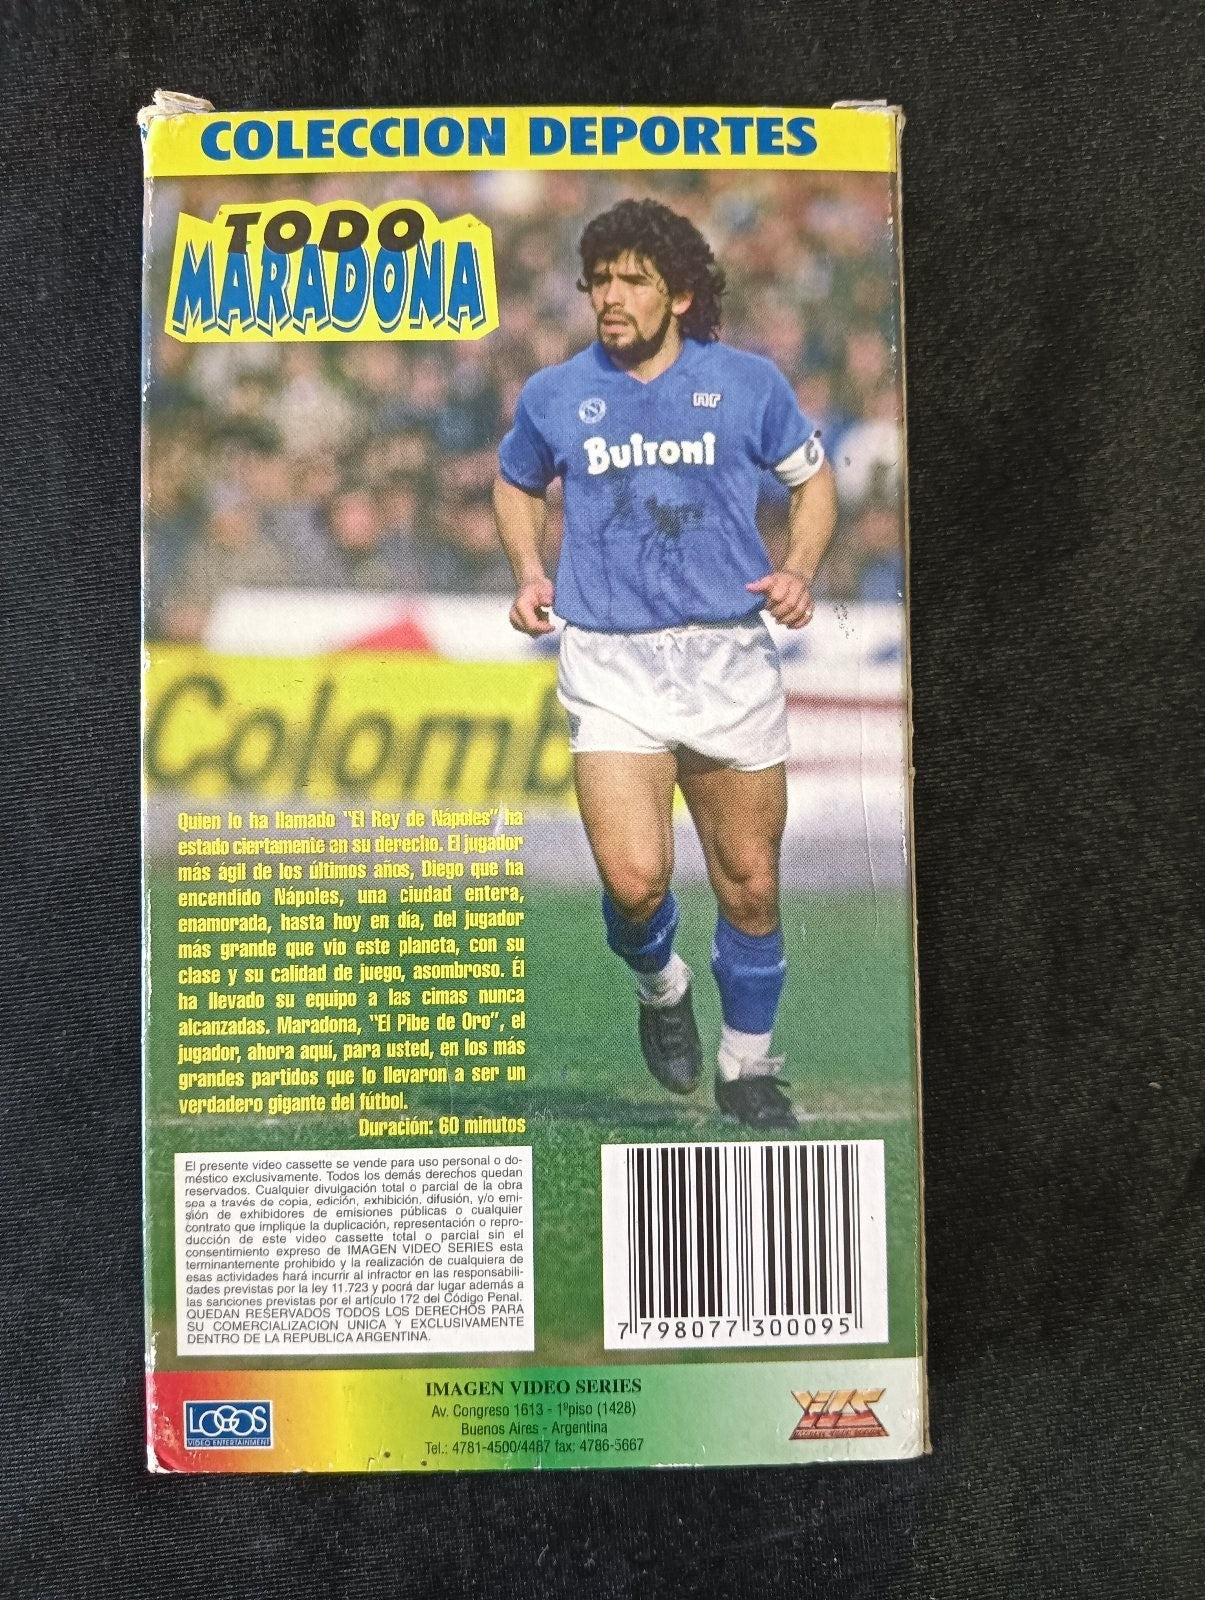 COLECCION DEPORTES
TODO
MARADONA
NR
BuiToni
C
Colomb
Quien lo ha llamado "El Rey de Nápoles" ha
estado ciertamente en su derecho. El jugador
más ágil de los últimos años, Diego que ha
encendido Nápoles, una ciudad entera,
enamorada, hasta hoy en día, del jugador
más grande que vio este planeta, con su
clase y su calidad de juego, asombroso. Él
ha llevado su equipo a las cimas nunca
alcanzadas. Maradona, "El Pibe de Oro", el
jugador, ahora aquí, para usted, en los más
grandes partidos que lo llevaron a ser un
verdadero gigante del fútbol.
Duración: 60 minutos
El presente video cassette se vende para uso personal o do-
méstico exclusivamente. Todos los demás derechos quedan
reservados. Cualquier divulgación total o parcial de la obra
sea a través de copia, edición, exhibición, difusión, y/o emi-
sión de exhibidores de emisiones públicas o cualquier
contrato que implique la duplicación, representación o repro-
ducción de este video cassette total o parcial sin el
consentimiento expreso de IMAGEN VIDEO SERIES esta
terminantemente prohibido y la realización de cualquiera de
esas actividades hará incurrir al infractor en las responsabili-
dades previstas por la ley 11.723 y pocrá dar lugar además a
las sanciones previstas por el artículo 172 del Código Penal.
QUEDAN RESERVADOS TODOS LOS DERECHOS PARA
SU COMERCIALIZACION UNICA Y EXCLUSIVAMENTE
DENTRO DE LA REPUBLICA ARGENTINA.
7 798077 300095
LOGOS
VIDEO ENTERTAINMENT
IMAGEN VIDEO SERIES
Av. Congreso 1613 - 1ºpiso (1428)
Buenos Aires - Argentina
Tel.: 4781-4500/4487 fax: 4786-5667
IMAGEN VIDEO SERIES